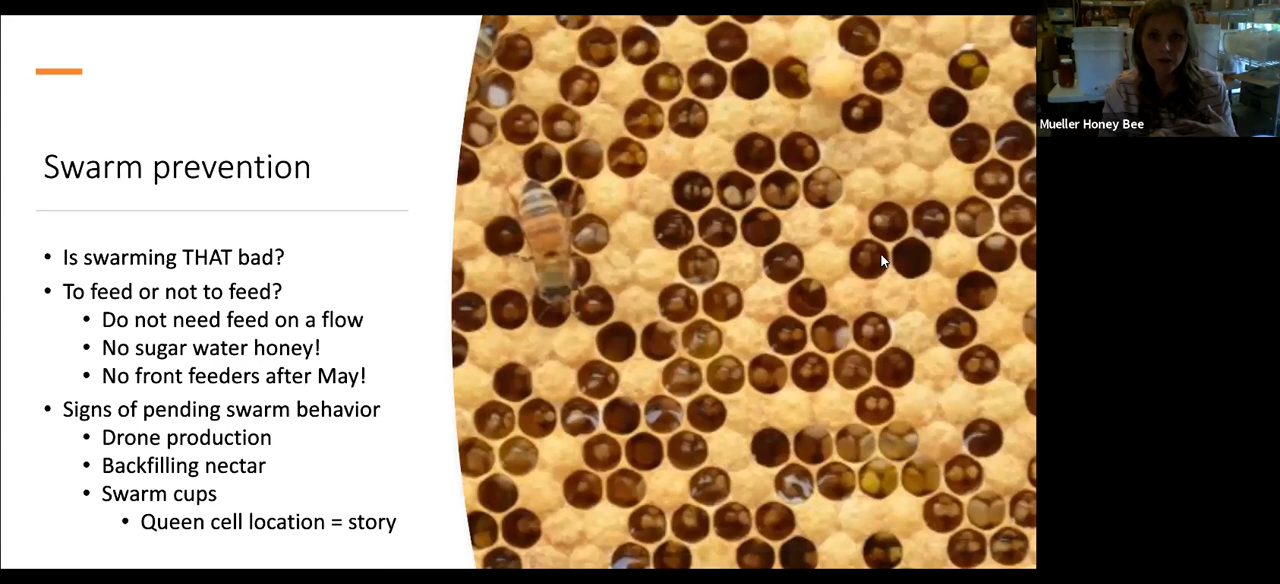 Swarm prevention
Is swarming THAT bad?
To feed or not to feed?
Do not need feed on a flow
No sugar water honey!
No front feeders after May!
Signs of pending swarm behavior
Drone production
Backfilling nectar
Swarm cups
Queen cell location = story
Mueller Honey Bee